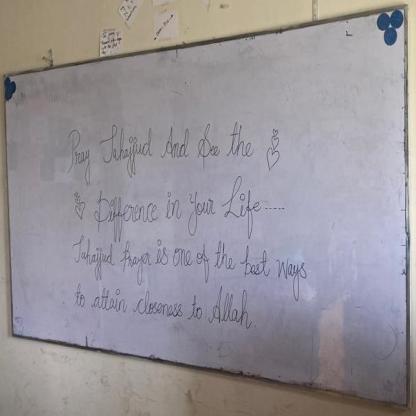 Pray Tahajjud And See the
Difference in Your Life-----
Tahajjud Prayer is one of the best ways
to attain closeness to Allah.